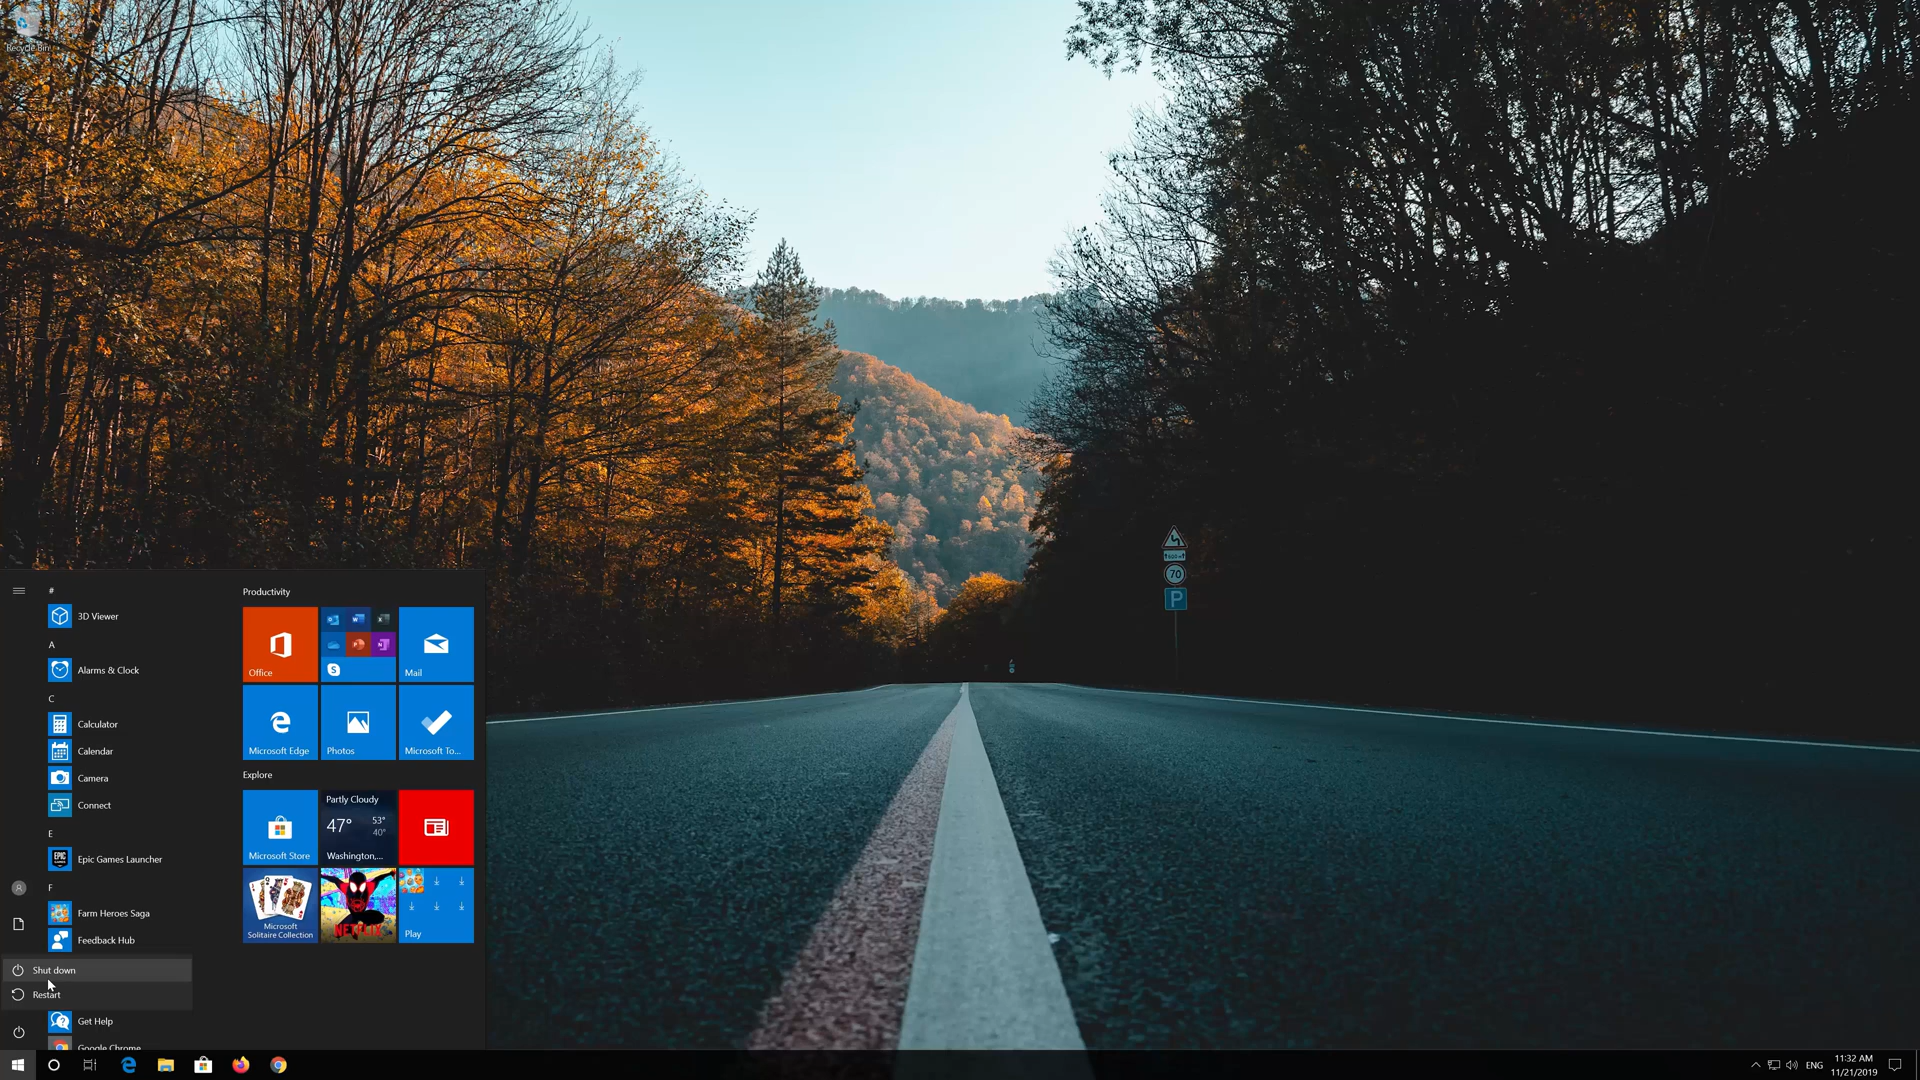 Recycle Bin
70
P
#
3D Viewer
A
Alarms & Clock
C
Calculator
Calendar
Camera
Connect
E
EPIC
Epic Games Launcher
F
Farm Heroes Saga
Feedback Hub
Shut down
Restart
Get Help
Google Chrome
Productivity
Office
Mail
Microsoft Edge
Photos
Microsoft To...
Explore
Microsoft Store
Partly Cloudy
47°
53°
40°
Washington,...
Microsoft
Solitaire Collection
NETFLIX
Play
ENG
11:32 AM
11/21/2019